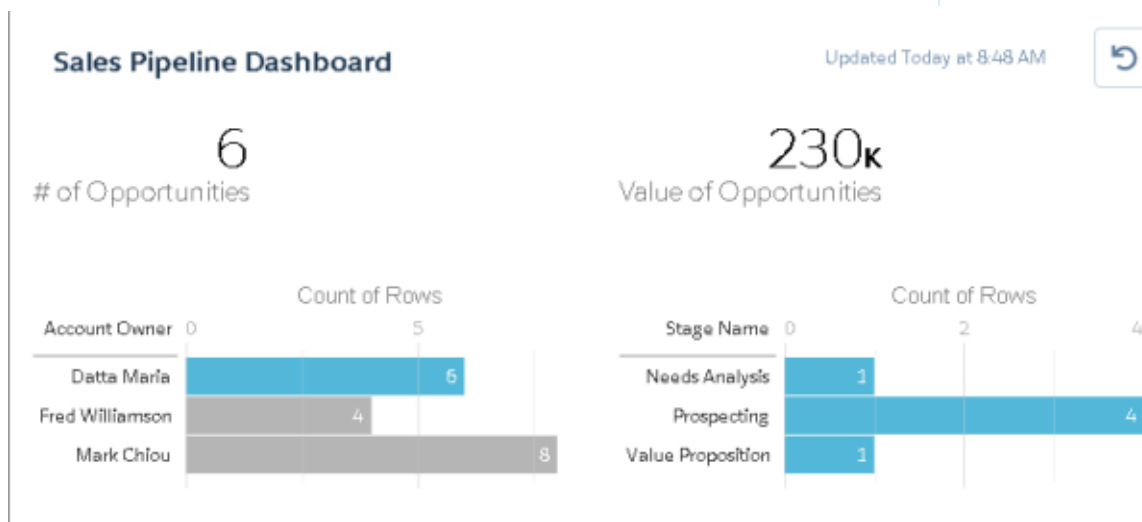 Sales Pipeline Dashboard
Updated Today at 8:48 AM
6
# of Opportunities
230K
Value of Opportunities
Count of Rows
Account Owner 0 5
Datta Maria 6
Fred Williamson 4
Mark Chiou 8
Count of Rows
Stage Name 0 2 4
Needs Analysis 1
Prospecting 4
Value Proposition 1